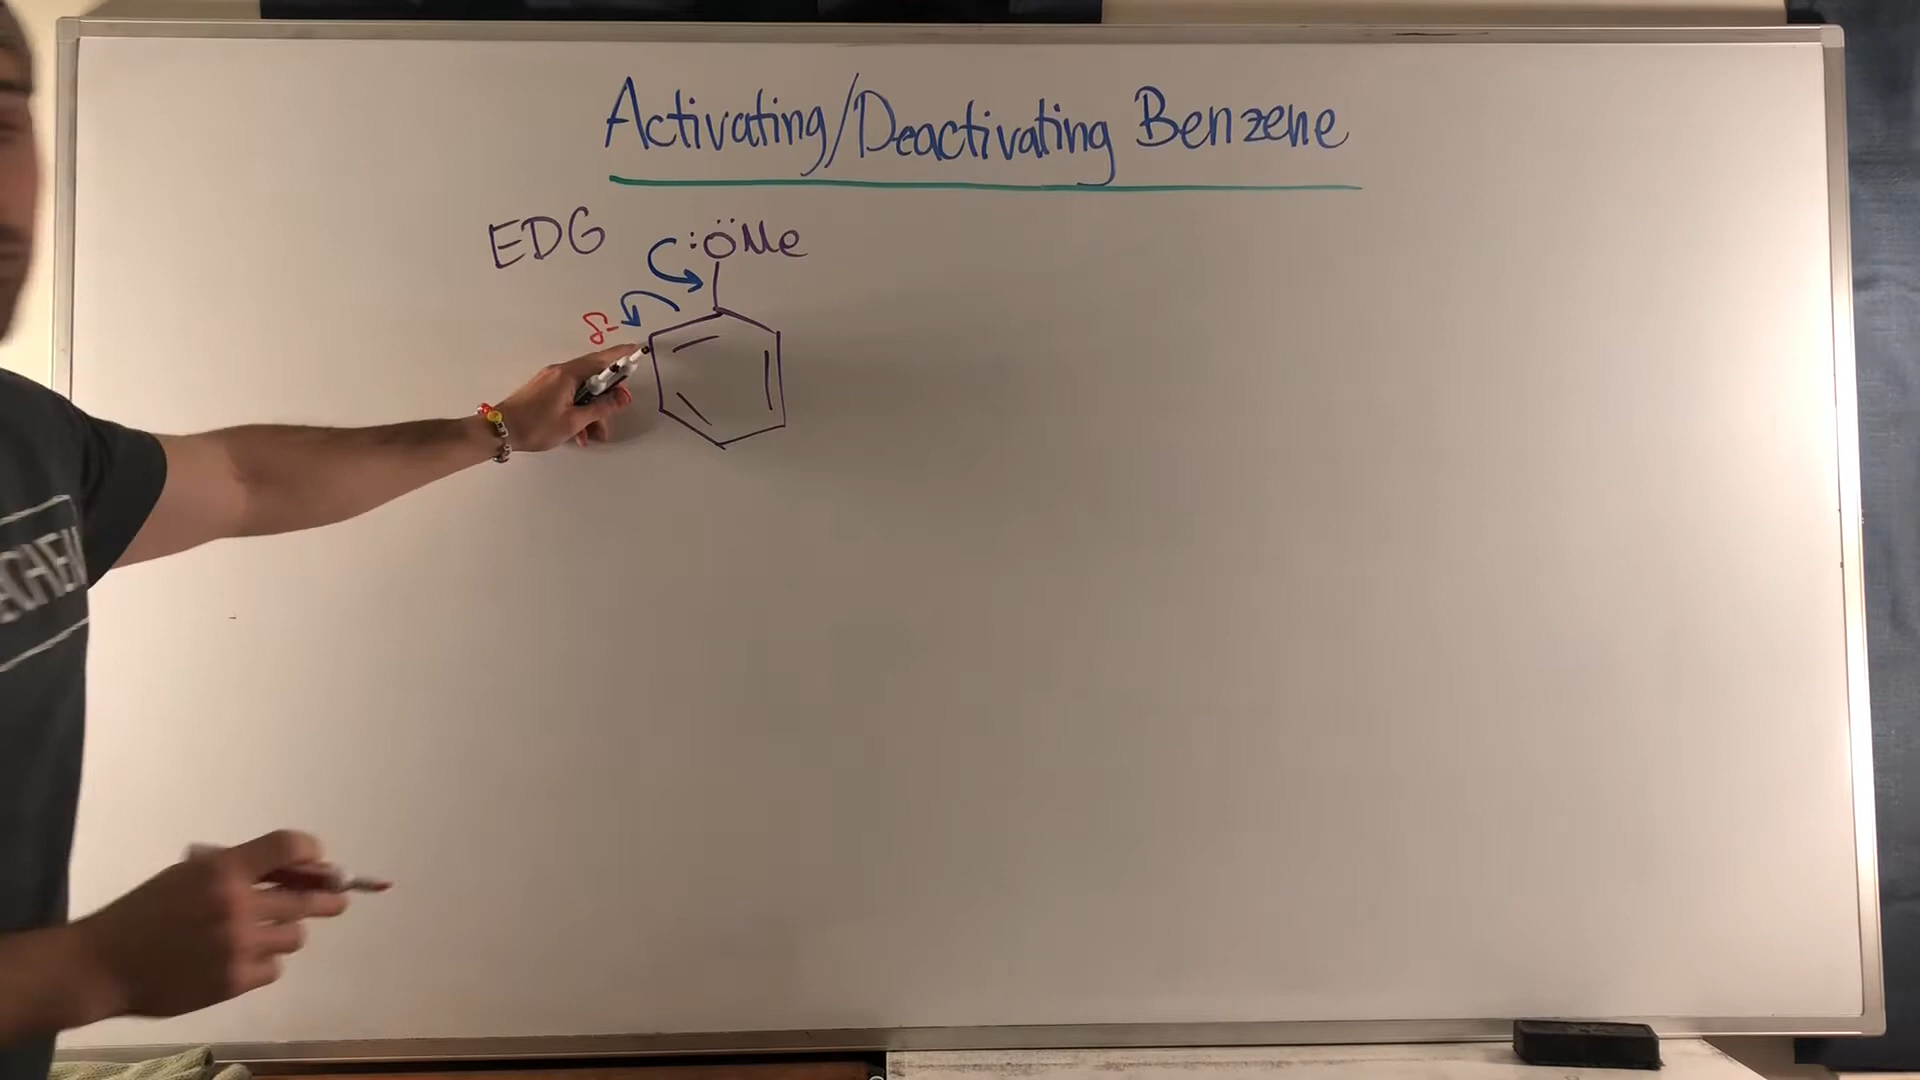 Activating/Deactivating Benzene
EDG
:ÖMe
δ-